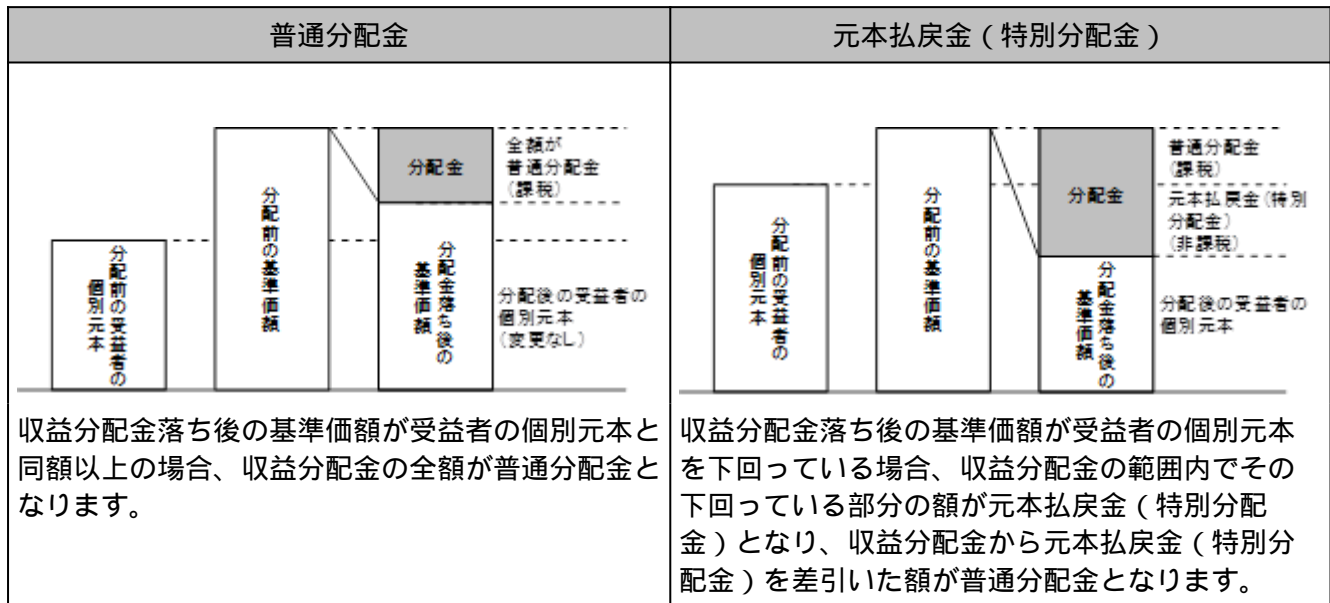 普通分配金
分配前の受益者の
個別元本
分配前の基準価額
分配金
分配金落ち後の
基準価額
全額が
普通分配金
(課税)
分配後の受益者の
個別元本
(変更なし)
収益分配金落ち後の基準価額が受益者の個別元本と
同額以上の場合、収益分配金の全額が普通分配金と
なります。
元本払戻金(特別分配金)
分配前の受益者の
個別元本
分配前の基準価額
分配金
分配金落ち後の
基準価額
普通分配金
(課税)
元本払戻金(特別
分配金)
(非課税)
分配後の受益者の
個別元本
収益分配金落ち後の基準価額が受益者の個別元本
を下回っている場合、収益分配金の範囲内でその
下回っている部分の額が元本払戻金(特別分配
金)となり、収益分配金から元本払戻金(特別分
配金)を差引いた額が普通分配金となります。